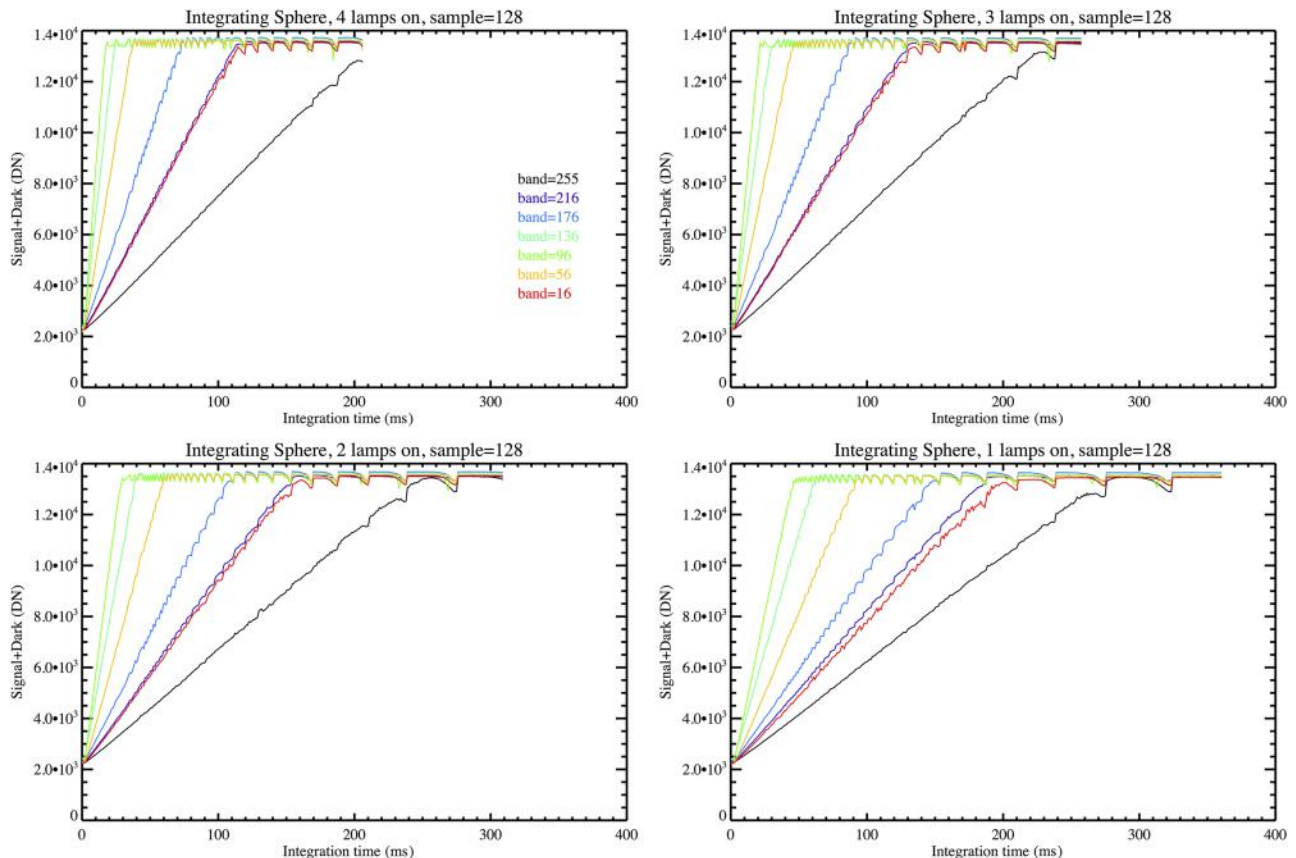 Integrating Sphere, 4 lamps on, sample=128
1.4•10⁴
1.2•10⁴
1.0•10⁴
8.0•10³
6.0•10³
4.0•10³
2.0•10³
0
Signal+Dark (DN)
band=255
band=216
band=176
band=136
band=96
band=56
band=16
0 100 200 300 400
Integration time (ms)
Integrating Sphere, 3 lamps on, sample=128
1.4•10⁴
1.2•10⁴
1.0•10⁴
8.0•10³
6.0•10³
4.0•10³
2.0•10³
0
Signal+Dark (DN)
0 100 200 300 400
Integration time (ms)
Integrating Sphere, 2 lamps on, sample=128
1.4•10⁴
1.2•10⁴
1.0•10⁴
8.0•10³
6.0•10³
4.0•10³
2.0•10³
0
Signal+Dark (DN)
0 100 200 300 400
Integration time (ms)
Integrating Sphere, 1 lamps on, sample=128
1.4•10⁴
1.2•10⁴
1.0•10⁴
8.0•10³
6.0•10³
4.0•10³
2.0•10³
0
Signal+Dark (DN)
0 100 200 300 400
Integration time (ms)